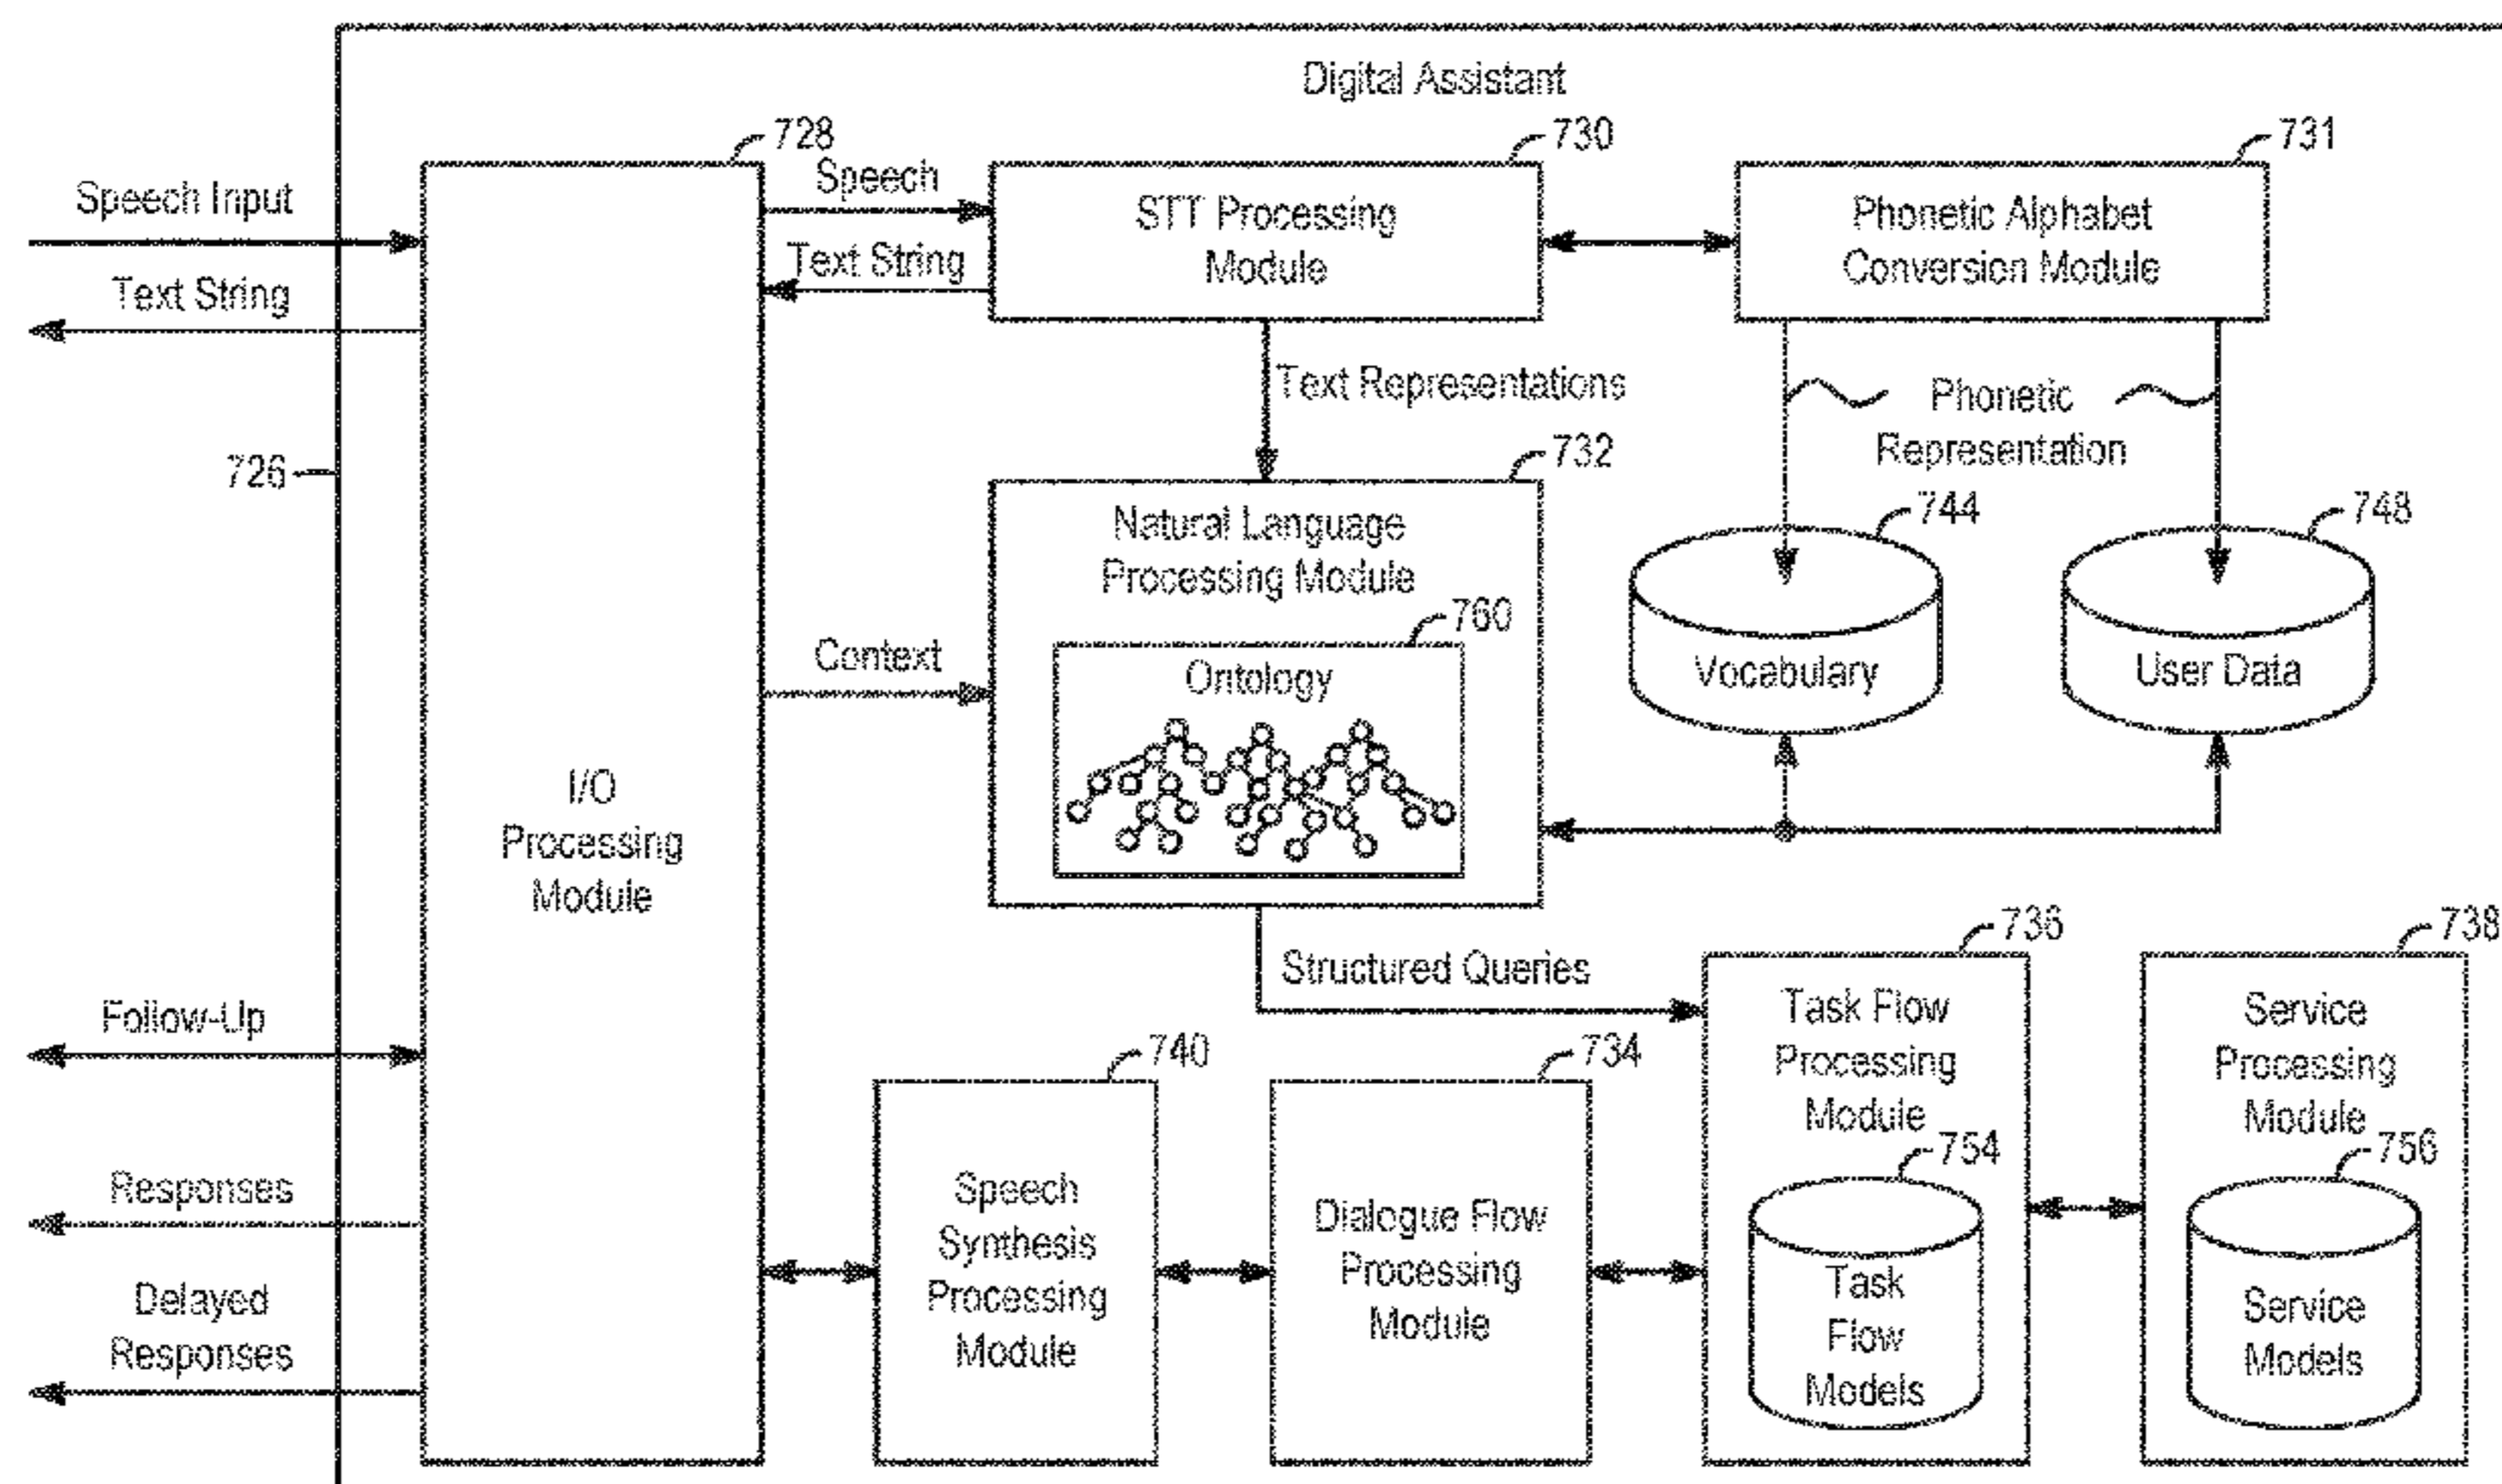 Digital Assistant
728
730
731
Speech Input
Text String
Speech
Text String
STT Processing
Module
Phonetic Alphabet
Conversion Module
Text Representations
Phonetic
Representation
726
732
744
748
Natural Language
Processing Module
760
Ontology
Context
Vocabulary
User Data
I/O
Processing
Module
Structured Queries
736
738
Follow-Up
740
734
Task Flow
Processing
Module
754
Task
Flow
Models
Service
Processing
Module
756
Service
Models
Responses
Delayed
Responses
Speech
Synthesis
Processing
Module
Dialogue Flow
Processing
Module